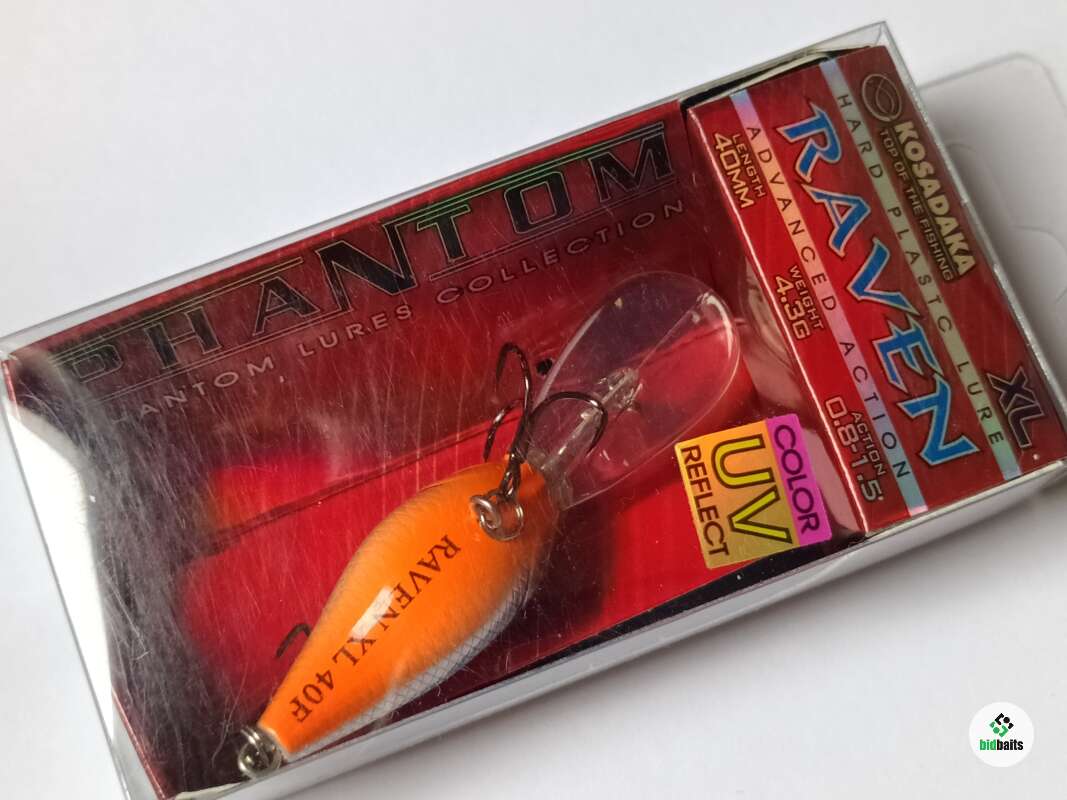 PHANTOM
PHANTOM LURES COLLECTION
KOSADAKA
TOP OF THE FISHING
HARD PLASTIC LURE
RAVEN
XL
ADVANCED ACTION
LENGTH
40MM
WEIGHT
4.3G
ACTION
0.8-1.5'
COLOR
UV
REFLECT
RAVEN XL 40F
bidbaits